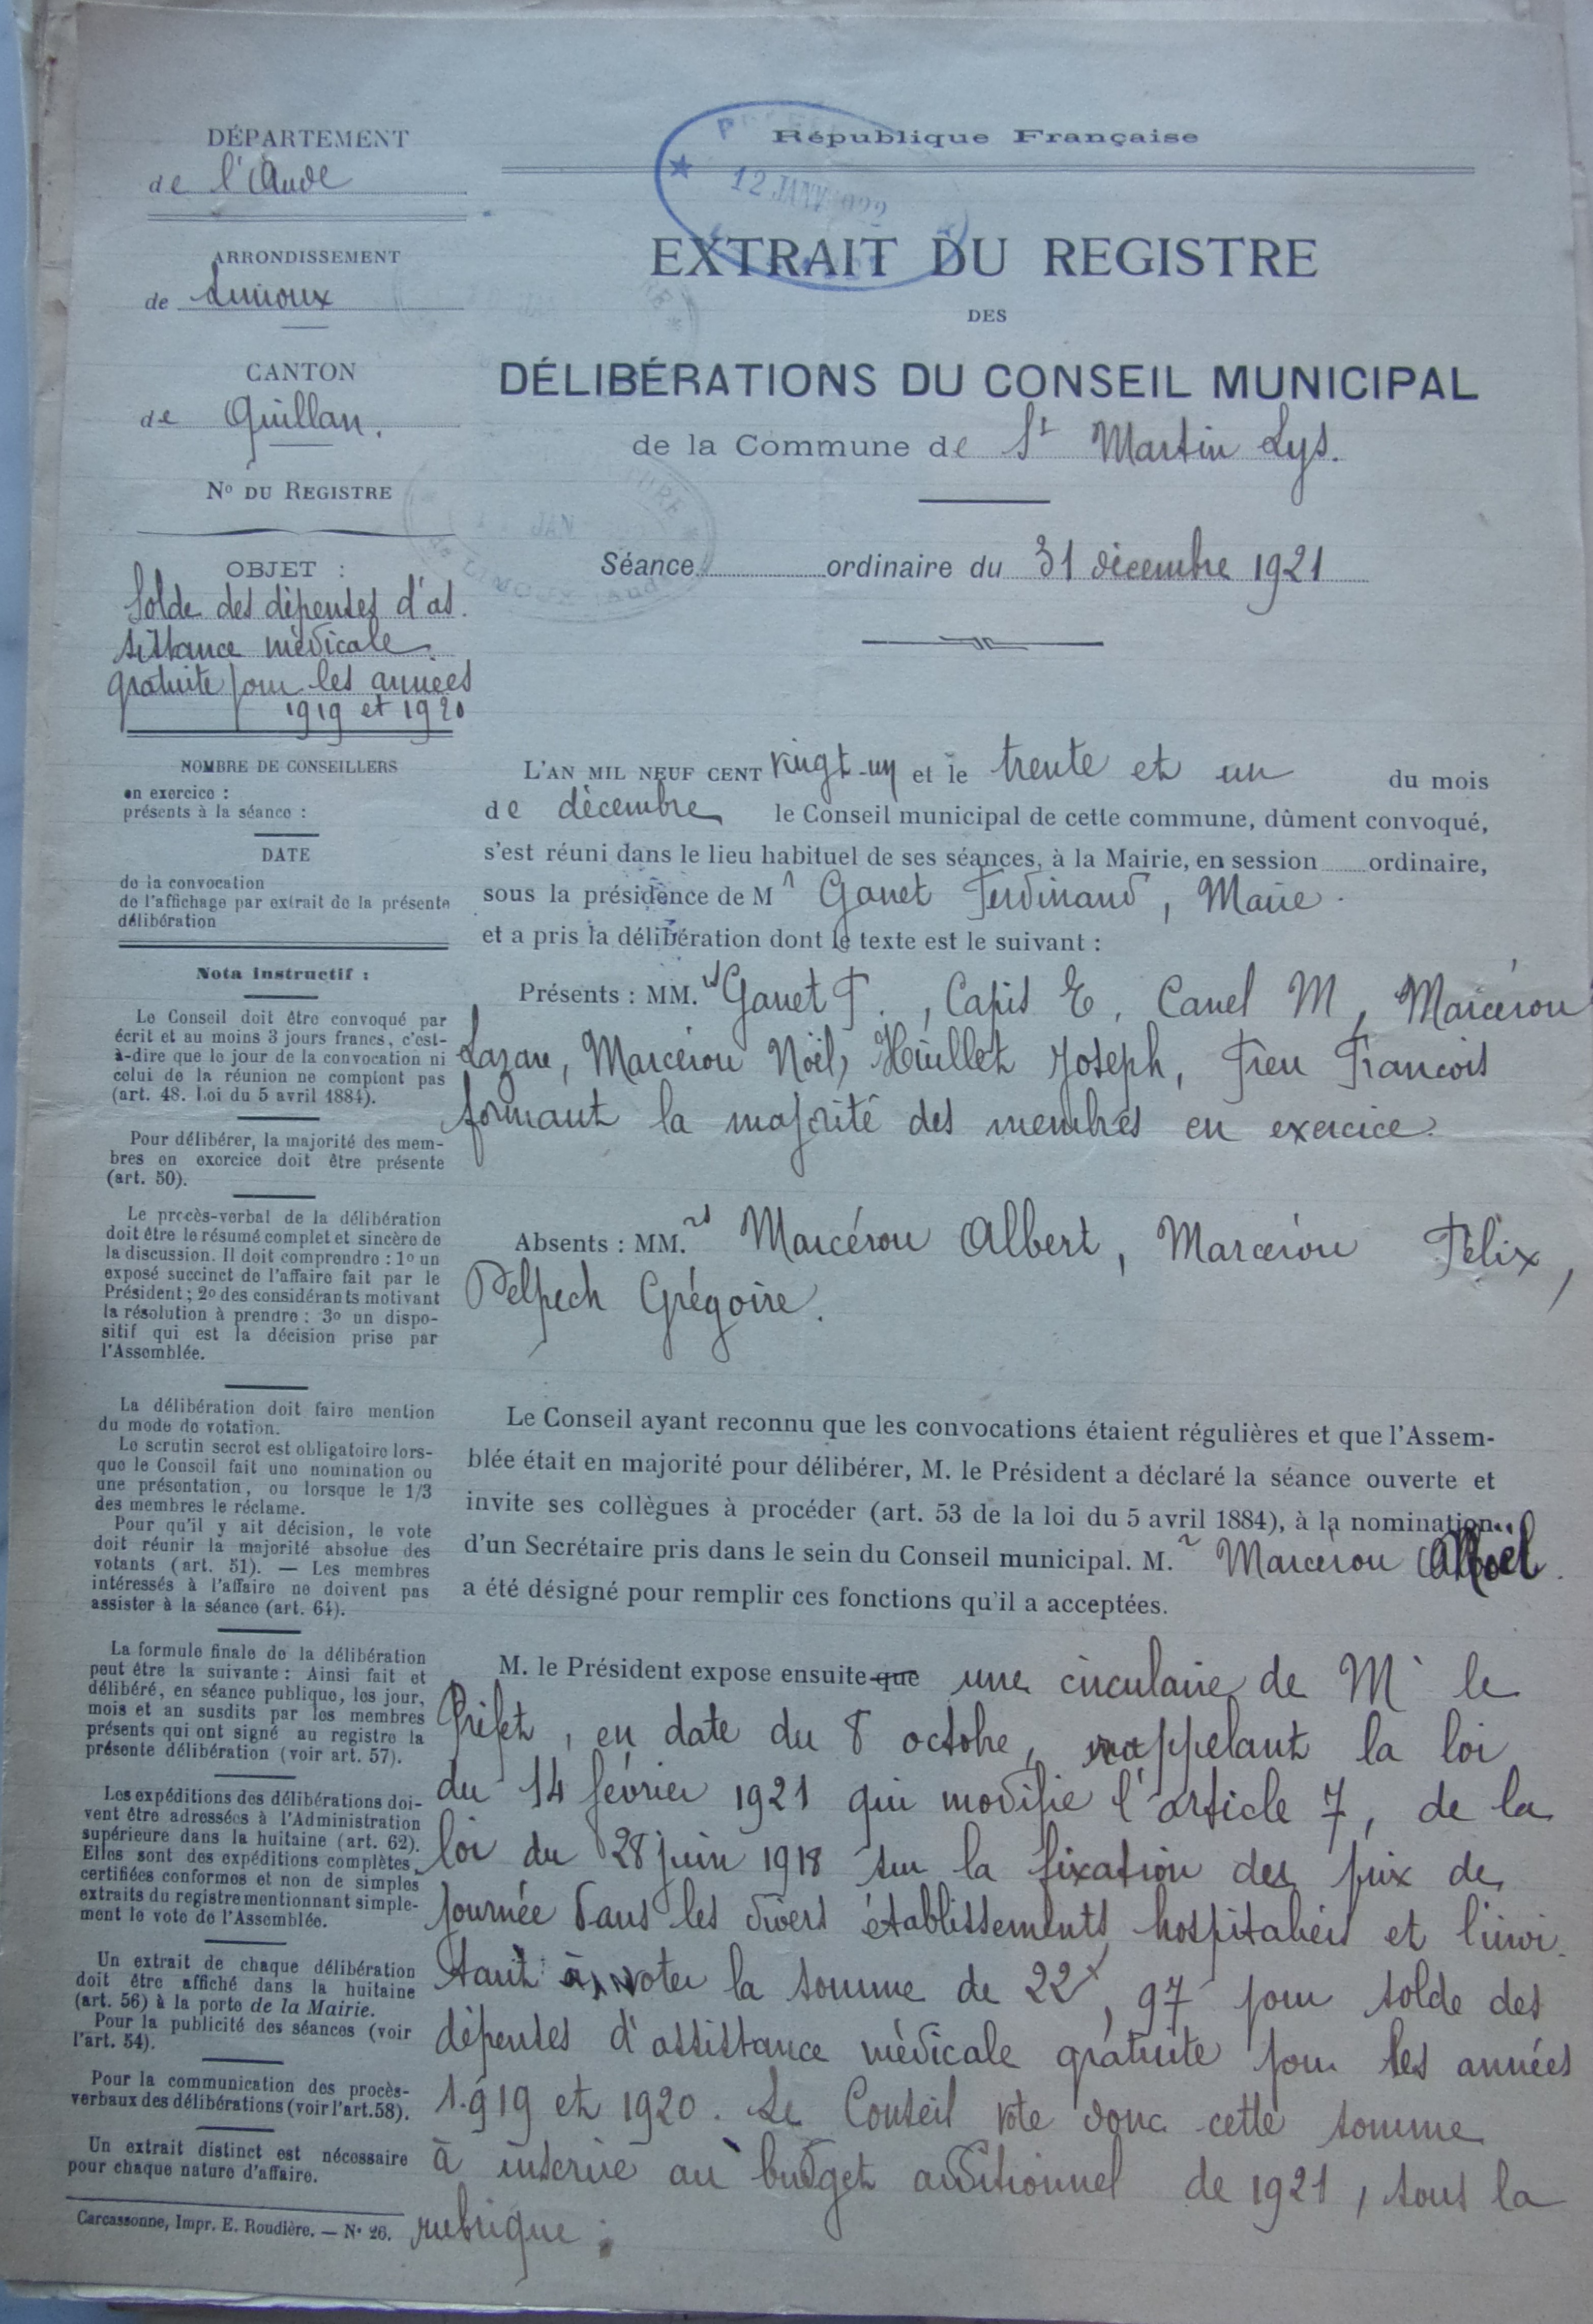 DÉPARTEMENT
de l'Aude
ARRONDISSEMENT
de Limoux
CANTON
de Quillan.
No DU REGISTRE
OBJET :
Solde des dépenses d'as.
sistance médicale
gratuite pour les années
1919 et 1920
NOMBRE DE CONSEILLERS
en exercice :
présents à la séance :
DATE
de la convocation
de l'affichage par extrait de la présente
délibération
Nota instructif :
Le Conseil doit être convoqué par
écrit et au moins 3 jours francs, c'est-
à-dire que le jour de la convocation ni
celui de la réunion ne comptent pas
(art. 48. Loi du 5 avril 1884).
Pour délibérer, la majorité des mem-
bres en exercice doit être présente
(art. 50).
Le procès-verbal de la délibération
doit être le résumé complet et sincère de
la discussion. Il doit comprendre : 1o un
exposé succinct de l'affaire fait par le
Président ; 2o des considérants motivant
la résolution à prendre : 3o un dispo-
sitif qui est la décision prise par
l'Assemblée.
La délibération doit faire mention
du mode de votation.
Le scrutin secret est obligatoire lors-
que le Conseil fait une nomination ou
une présentation, ou lorsque le 1/3
des membres le réclame.
Pour qu'il y ait décision, le vote
doit réunir la majorité absolue des
votants (art. 51). — Les membres
intéressés à l'affaire ne doivent pas
assister à la séance (art. 64).
La formule finale de la délibération
peut être la suivante : Ainsi fait et
délibéré, en séance publique, les jour,
mois et an susdits par les membres
présents qui ont signé au registre la
présente délibération (voir art. 57).
Les expéditions des délibérations doi-
vent être adressées à l'Administration
supérieure dans la huitaine (art. 62).
Elles sont des expéditions complètes,
certifiées conformes et non de simples
extraits du registre mentionnant simple-
ment le vote de l'Assemblée.
Un extrait de chaque délibération
doit être affiché dans la huitaine
(art. 56) à la porte de la Mairie.
Pour la publicité des séances (voir
l'art. 54).
Pour la communication des procès-
verbaux des délibérations (voir l'art. 58).
Un extrait distinct est nécessaire
pour chaque nature d'affaire.
Carcassonne, Impr. E. Roudière. — No 26.
République Française
12 JANV 1922
EXTRAIT DU REGISTRE
DES
DÉLIBÉRATIONS DU CONSEIL MUNICIPAL
de la Commune de St Martin Lys.
Séance ordinaire du 31 décembre 1921
L'AN MIL NEUF CENT vingt-un et le trente et un du mois
de décembre le Conseil municipal de cette commune, dûment convoqué,
s'est réuni dans le lieu habituel de ses séances, à la Mairie, en session ordinaire,
sous la présidence de Mr Ganet Ferdinand, Maire.
et a pris la délibération dont le texte est le suivant :
Présents : MM.rs Ganet F., Capis E, Canel M, Marcérou
Lazare, Marcérou Noël, Huillet Joseph, Freu Francois
formant la majorité des membres en exercice.
Absents : MM.rs Marcérou Albert, Marcérou Félix,
Delpech Grégoire.
Le Conseil ayant reconnu que les convocations étaient régulières et que l'Assem-
blée était en majorité pour délibérer, M. le Président a déclaré la séance ouverte et
invite ses collègues à procéder (art. 53 de la loi du 5 avril 1884), à la nomination
d'un Secrétaire pris dans le sein du Conseil municipal. M.r Marcérou Noël.
a été désigné pour remplir ces fonctions qu'il a acceptées.
M. le Président expose ensuite que une circulaire de Mr le
Préfet, en date du 8 octobre, rappelant la loi
du 14 février 1921 qui modifie l'article 7, de la
loi du 28 juin 1918 sur la fixation des prix de
journée dans les divers établissements hospitaliers et l'invi.
tant à voter la somme de 22f, 97 pour solde des
dépenses d'assistance médicale gratuite pour les années
1919 et 1920. Le Conseil vote donc cette somme
à inscrire au budget additionnel de 1921, sous la
rubrique :